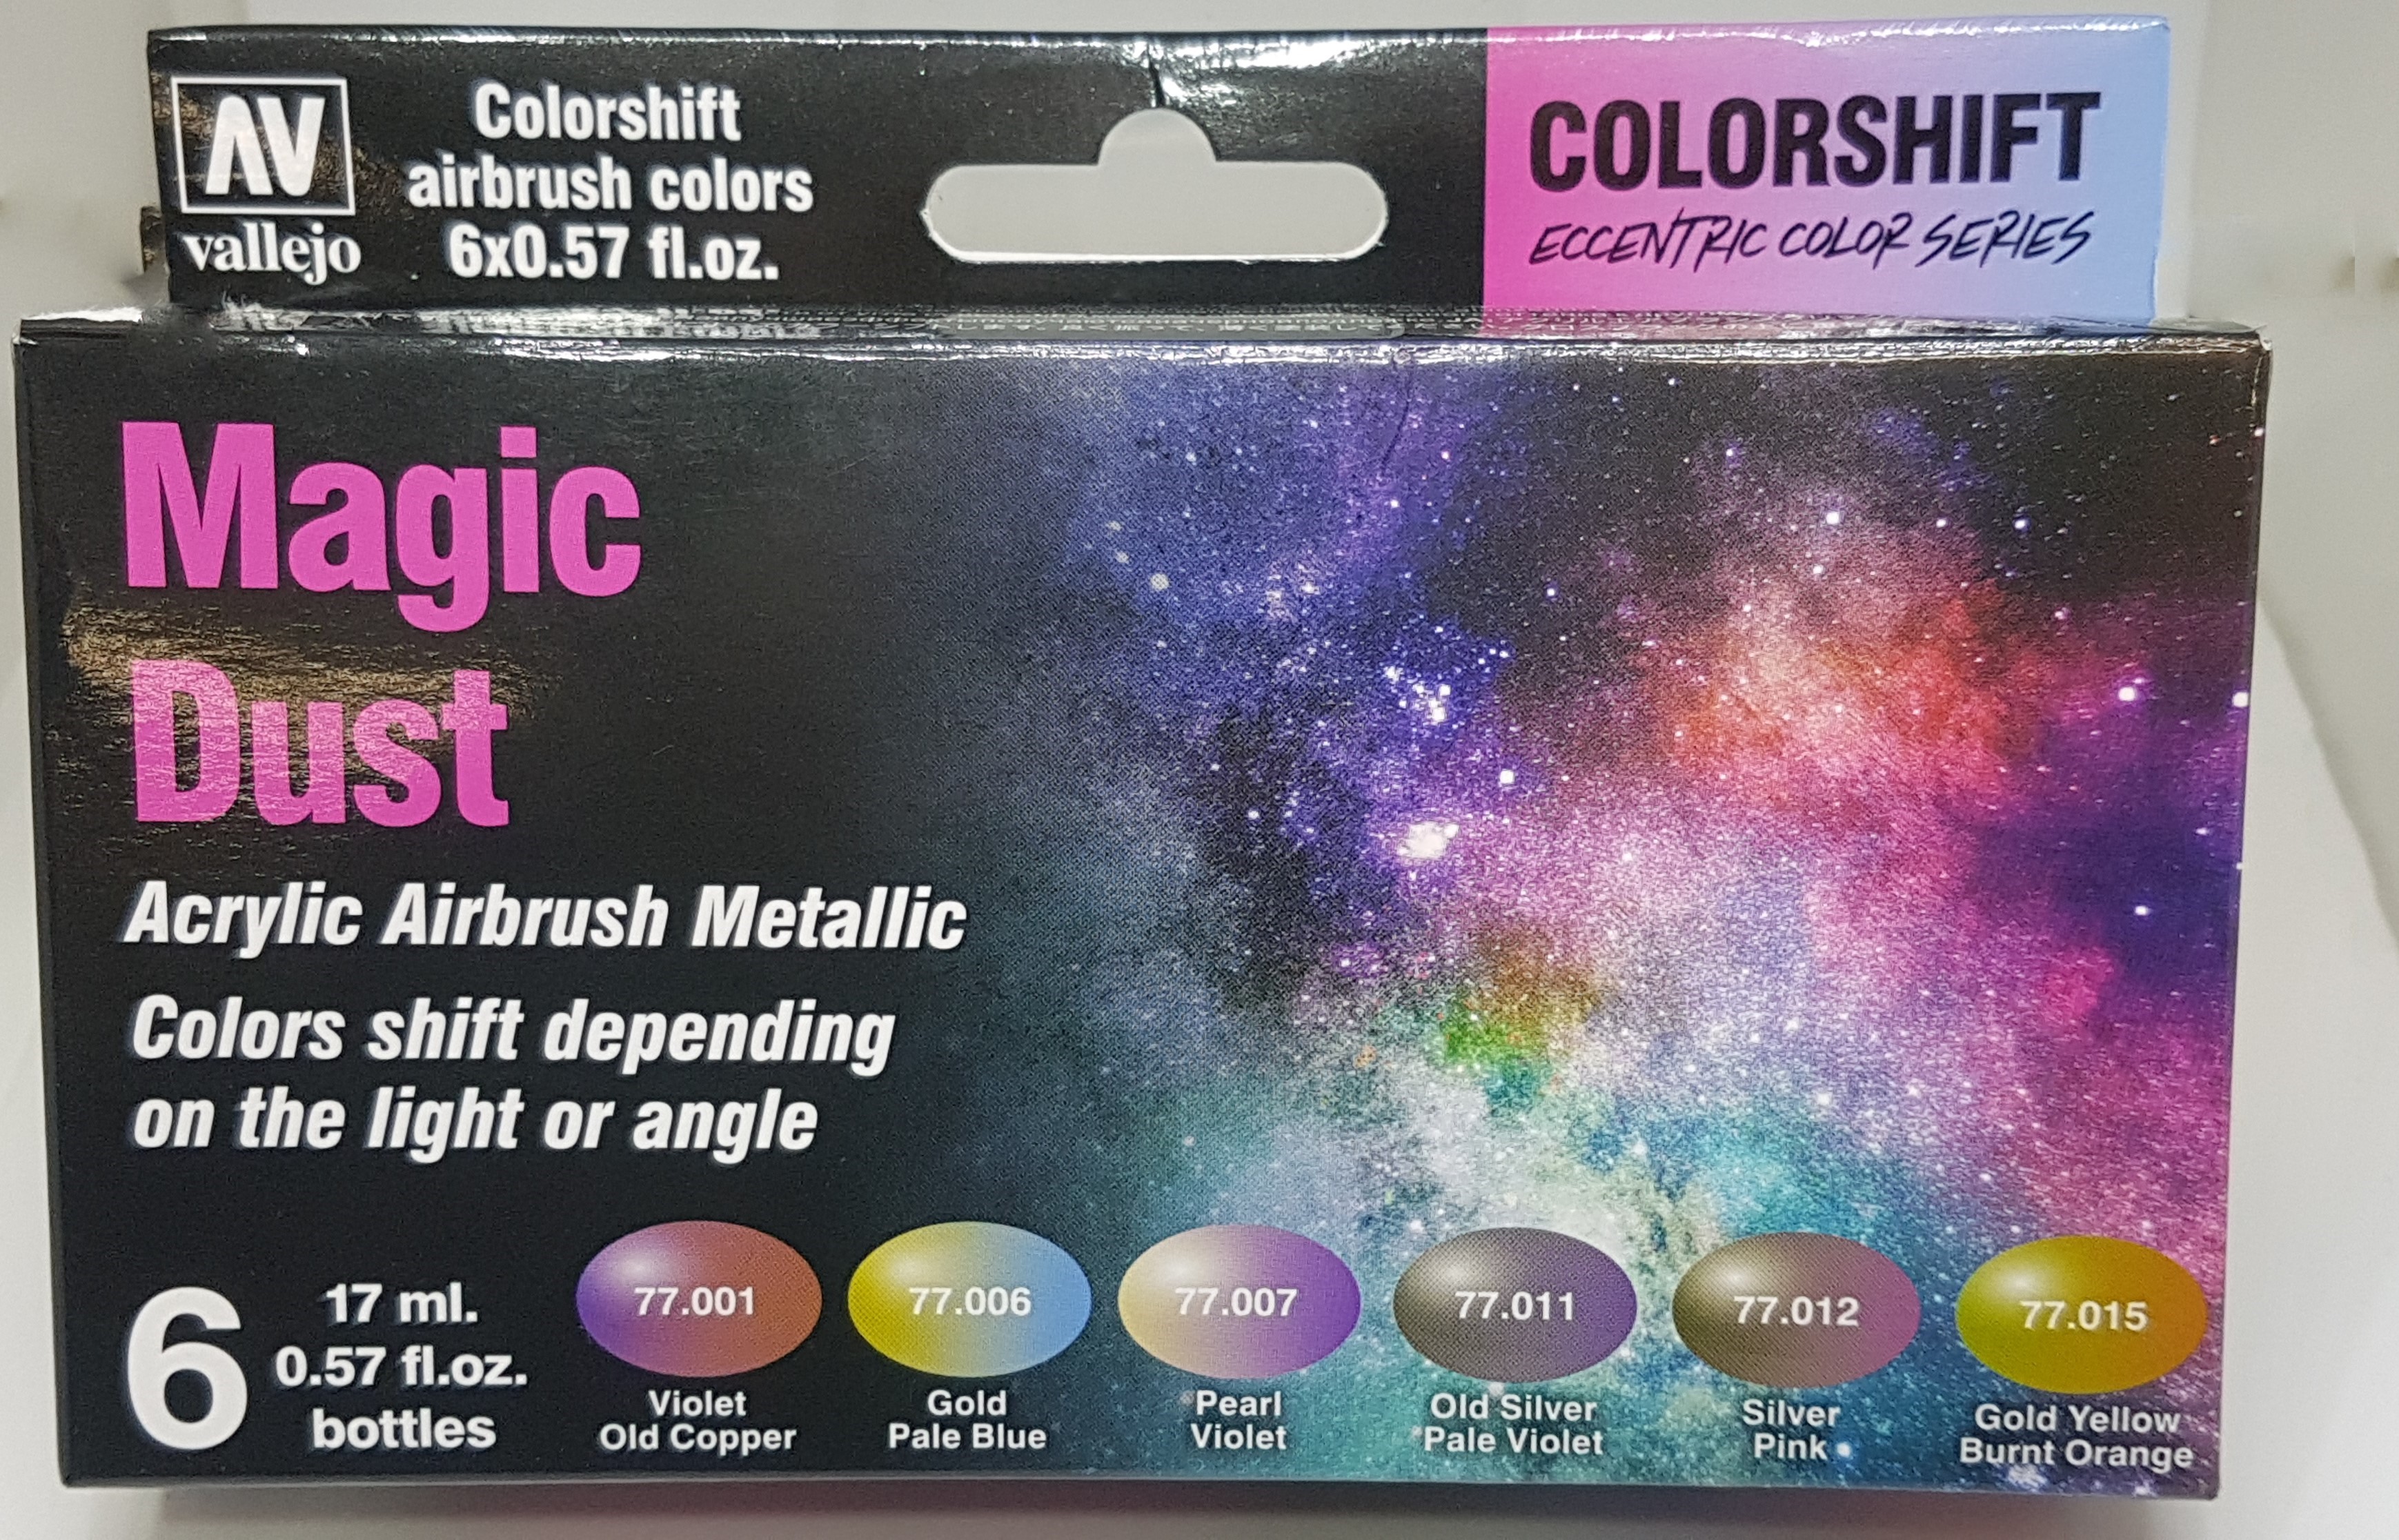 AV
vallejo
Colorshift
airbrush colors
6x0.57 fl.oz.
COLORSHIFT
ECCENTRIC COLOR SERIES
Magic
Dust
Acrylic Airbrush Metallic
Colors shift depending
on the light or angle
6
17 ml.
0.57 fl.oz.
bottles
77.001
Violet
Old Copper
77.006
Gold
Pale Blue
77.007
Pearl
Violet
77.011
Old Silver
Pale Violet
77.012
Silver
Pink
77.015
Gold Yellow
Burnt Orange